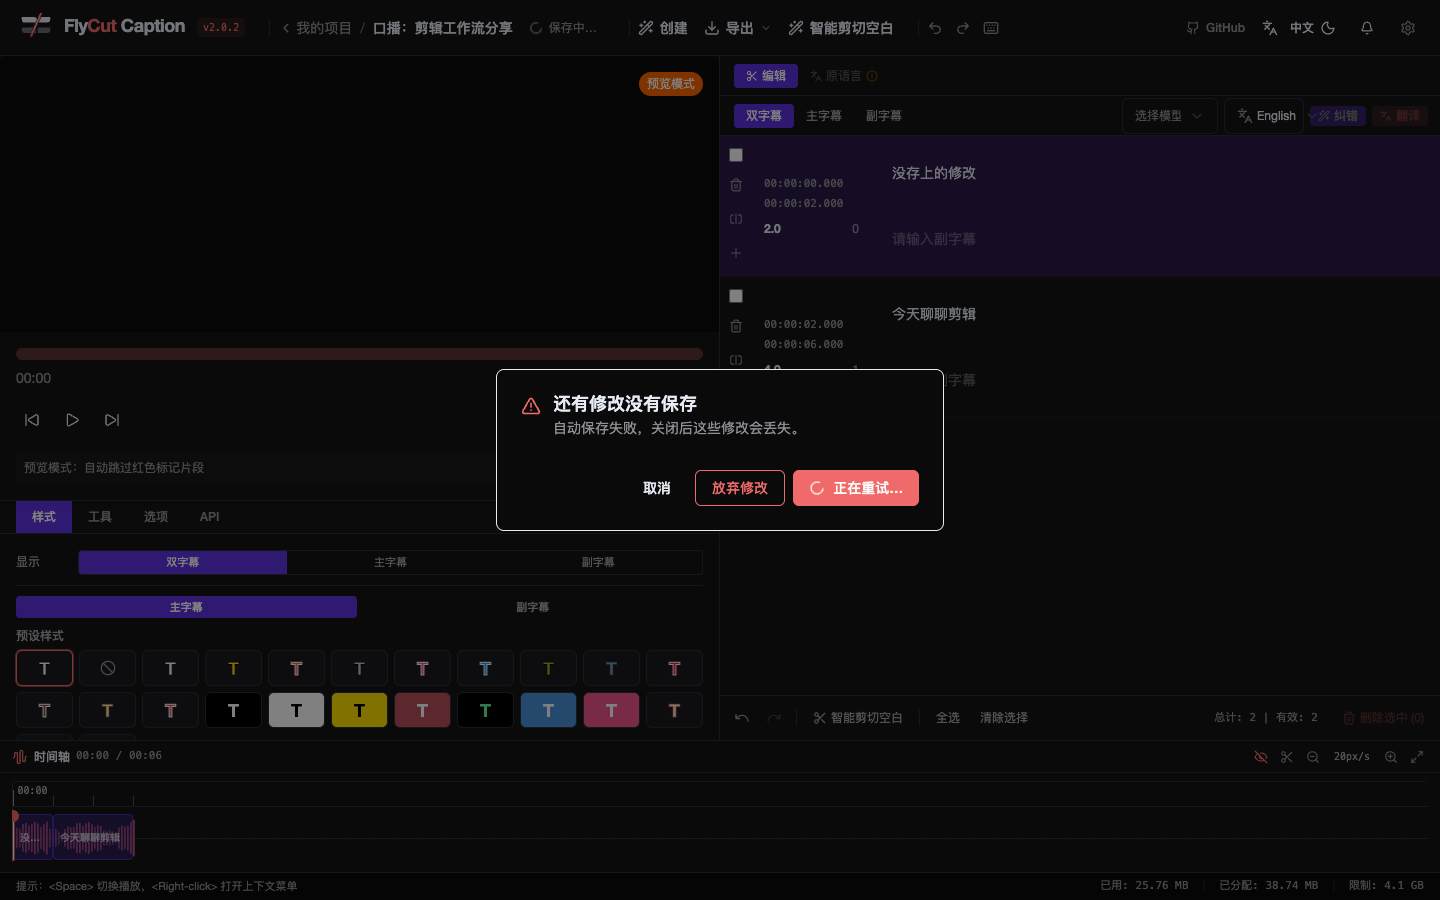 FlyCut Caption v2.0.2 我的项目 / 口播：剪辑工作流分享 保存中... 创建 导出 智能剪切空白 GitHub 中文
预览模式
编辑 原语言
双字幕 主字幕 副字幕 选择模型 English 纠错 翻译
没存上的修改
00:00:00.000
00:00:02.000
2.0 0
请输入副字幕
今天聊聊剪辑
00:00:02.000
00:00:06.000
字幕
00:00
预览模式：自动跳过红色标记片段
还有修改没有保存
自动保存失败，关闭后这些修改会丢失。
取消 放弃修改 正在重试...
样式 工具 选项 API
显示 双字幕 主字幕 副字幕
主字幕 副字幕
预设样式
T T T T T T T T T T
T T T T T T T T T T T
智能剪切空白 全选 清除选择 总计：2 | 有效：2 删除选中 (0)
时间轴 00:00 / 00:06 20px/s
00:00
没... 今天聊聊剪辑
提示：<Space> 切换播放，<Right-click> 打开上下文菜单 已用：25.76 MB 已分配：38.74 MB 限制：4.1 GB